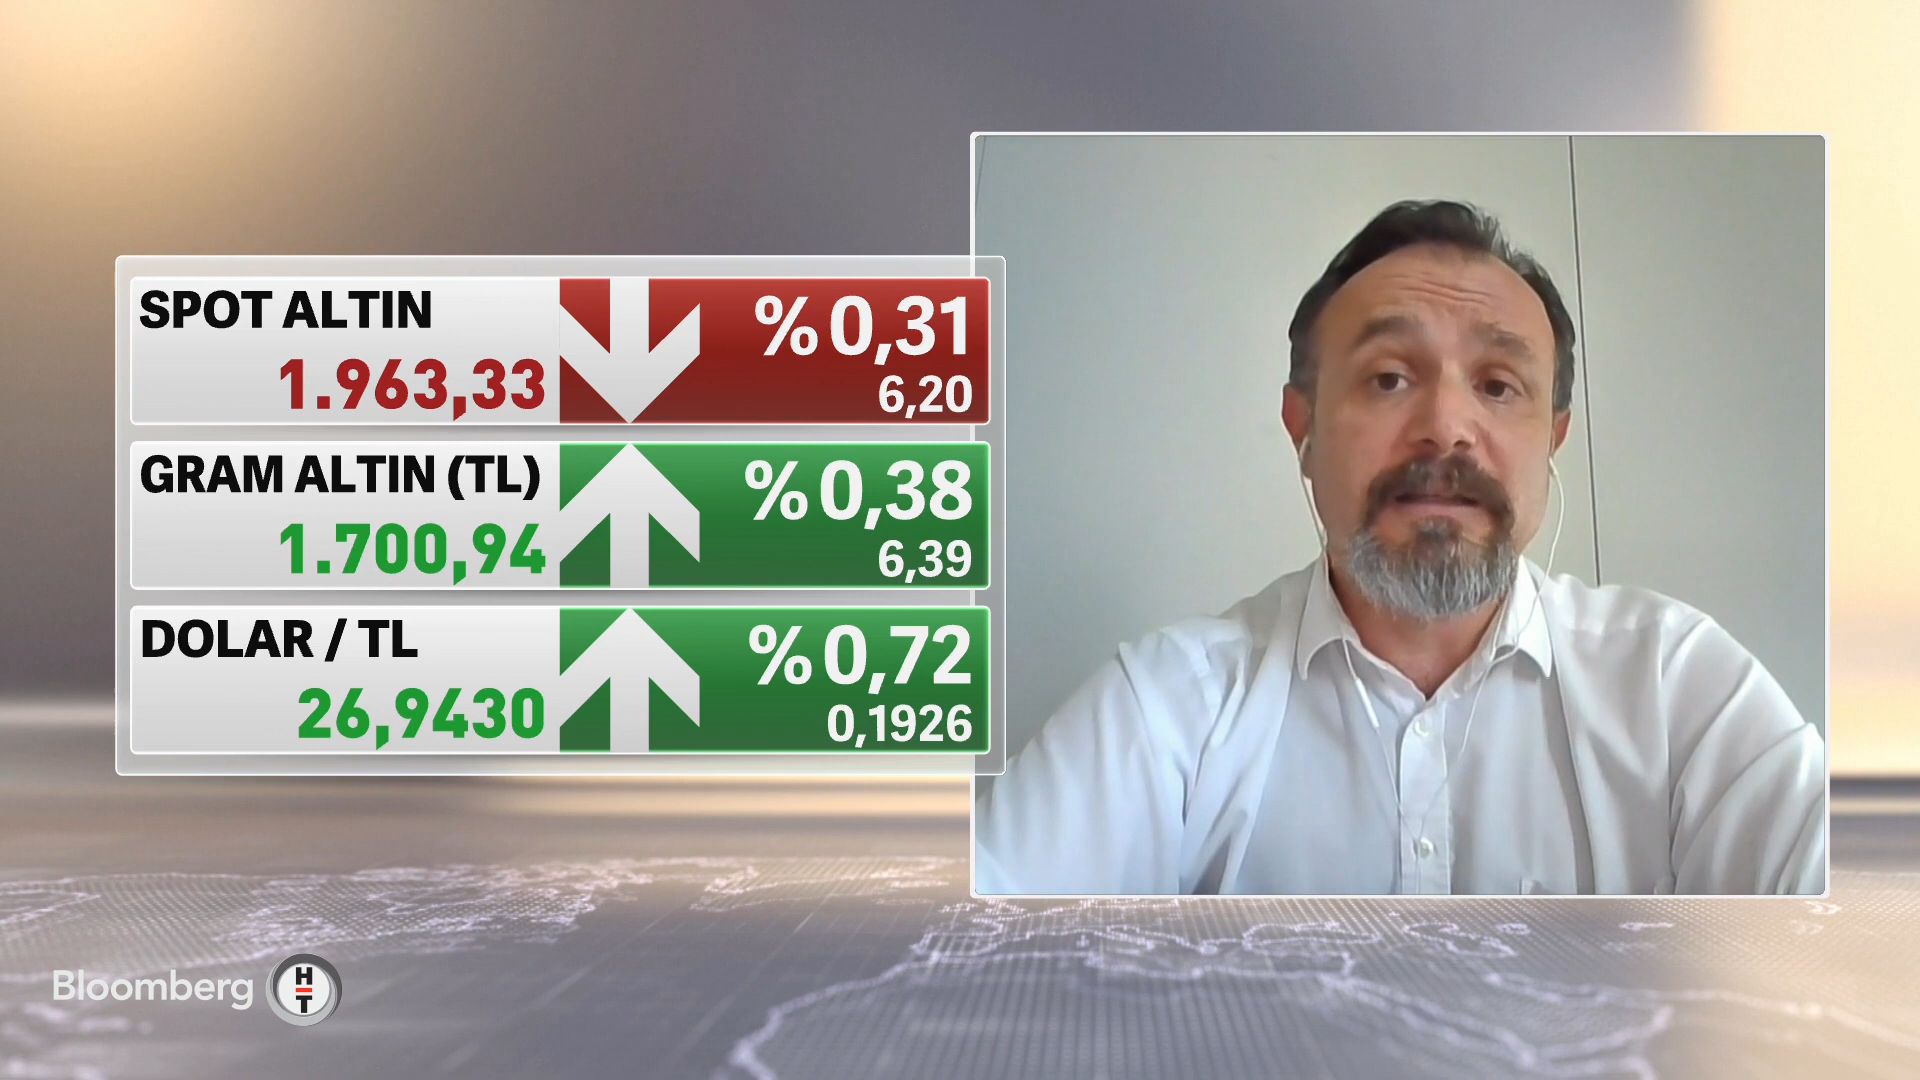 SPOT ALTIN
%0,31
1.963,33
6,20
GRAM ALTIN (TL)
%0,38
1.700,94
6,39
DOLAR / TL
%0,72
26,9430
0,1926
Bloomberg HT